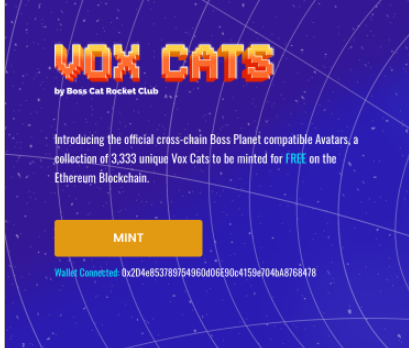 VOX CATS
by Boss Cat Rocket Club
Introducing the official cross-chain Boss Planet compatible Avatars, a
collection of 3,333 unique Vox Cats to be minted for FREE on the
Ethereum Blockchain.
MINT
Wallet Connected: 0x2D4e853789754960d06E90c4159e704bA8768478